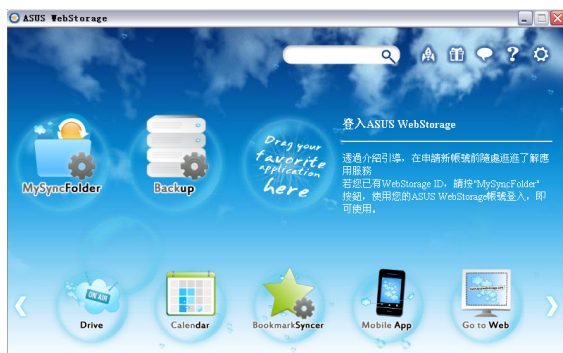 ASUS WebStorage
?
登入ASUS WebStorage
Drag your
favorite
application
here
透過介紹引導，在申請新帳號前隨處逛逛了解應
用服務
若您已有WebStorage ID，請按"MySyncFolder"
按鈕，使用您的ASUS WebStorage帳號登入，即
可使用。
MySyncFolder
Backup
ON AIR
Drive
Calendar
BookmarkSyncer
Mobile App
Go to Web